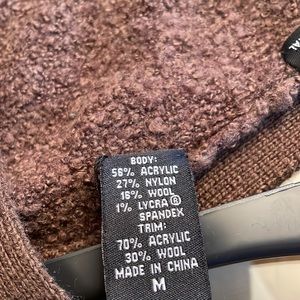 BODY:
56% ACRYLIC
27% NYLON
16% WOOL
1% LYCRA ®
SPANDEX
TRIM:
70% ACRYLIC
30% WOOL
MADE IN CHINA
M